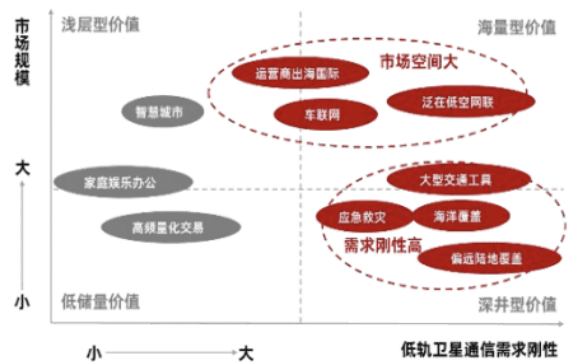 市场规模
浅层型价值
海量型价值
市场空间大
运营商出海国际
泛在低空网联
智慧城市
车联网
大
家庭娱乐办公
大型交通工具
应急救灾
海洋覆盖
高频量化交易
需求刚性高
偏远陆地覆盖
小
低储量价值
深井型价值
小
大
低轨卫星通信需求刚性